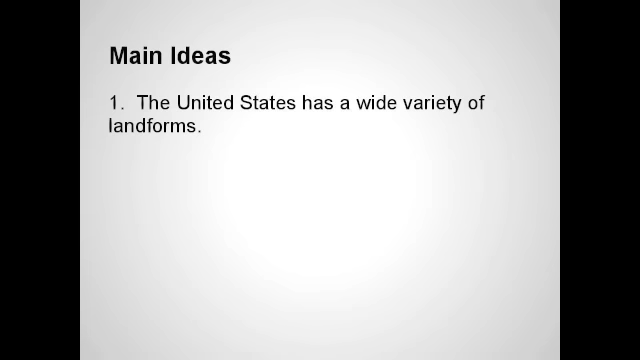 Main Ideas
1.  The United States has a wide variety of
landforms.